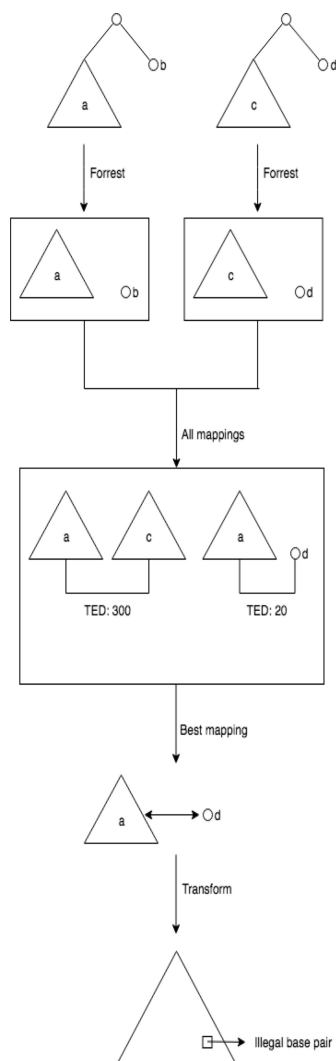 b
d
a
c
Forrest
Forrest
a
b
c
d
All mappings
a
c
a
d
TED: 300
TED: 20
Best mapping
a
d
Transform
Illegal base pair